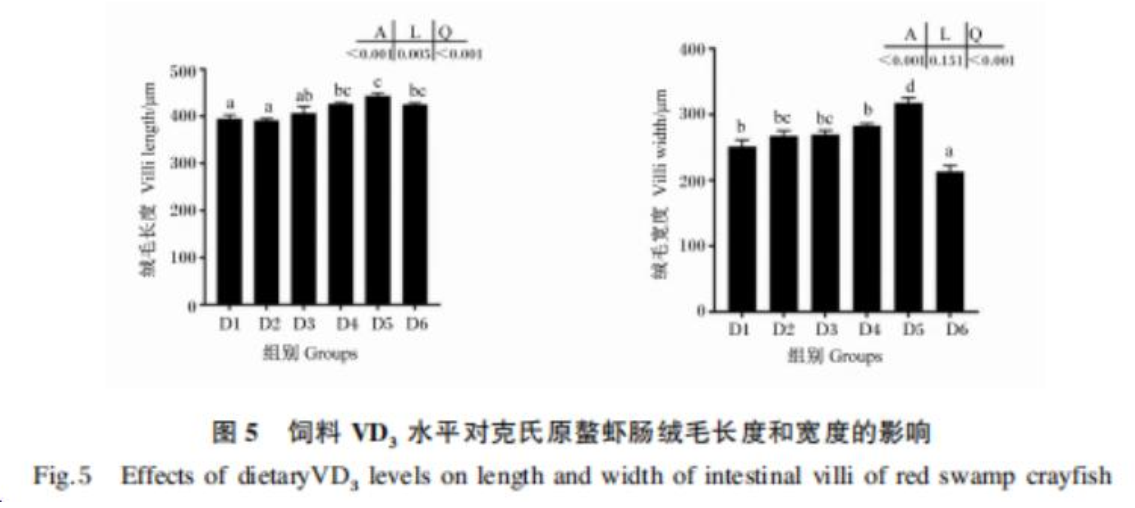 A L Q
<0.001 0.005 <0.001
500
400
300
200
100
0
绒毛长度 Villi length/μm
a a ab bc c bc
D1 D2 D3 D4 D5 D6
组别 Groups
A L Q
<0.001 0.151 <0.001
400
300
200
100
0
绒毛宽度 Villi width/μm
b bc bc b d a
D1 D2 D3 D4 D5 D6
组别 Groups
图 5 饲料 VD₃ 水平对克氏原螯虾肠绒毛长度和宽度的影响
Fig.5 Effects of dietaryVD₃ levels on length and width of intestinal villi of red swamp crayfish